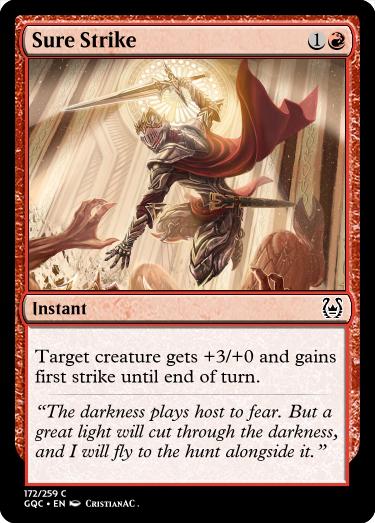 Sure Strike 1
Instant
Target creature gets +3/+0 and gains
first strike until end of turn.
“The darkness plays host to fear. But a
great light will cut through the darkness,
and I will fly to the hunt alongside it.”
172/259 C
GQC • EN CristianAC.